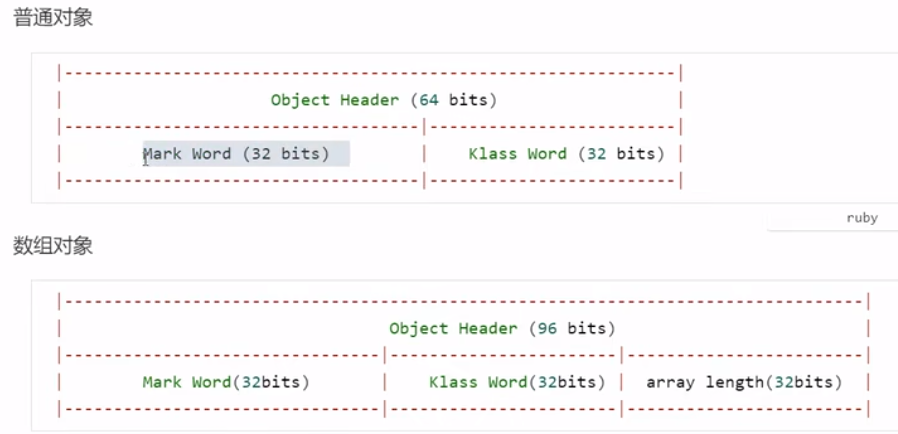 普通对象
|--------------------------------------------------------------|
| Object Header (64 bits) |
|------------------------------------|-------------------------|
| Mark Word (32 bits) | Klass Word (32 bits) |
|------------------------------------|-------------------------|
ruby
数组对象
|---------------------------------------------------------------------------------|
| Object Header (96 bits) |
|--------------------------------|-----------------------|------------------------|
| Mark Word(32bits) | Klass Word(32bits) | array length(32bits) |
|--------------------------------|-----------------------|------------------------|